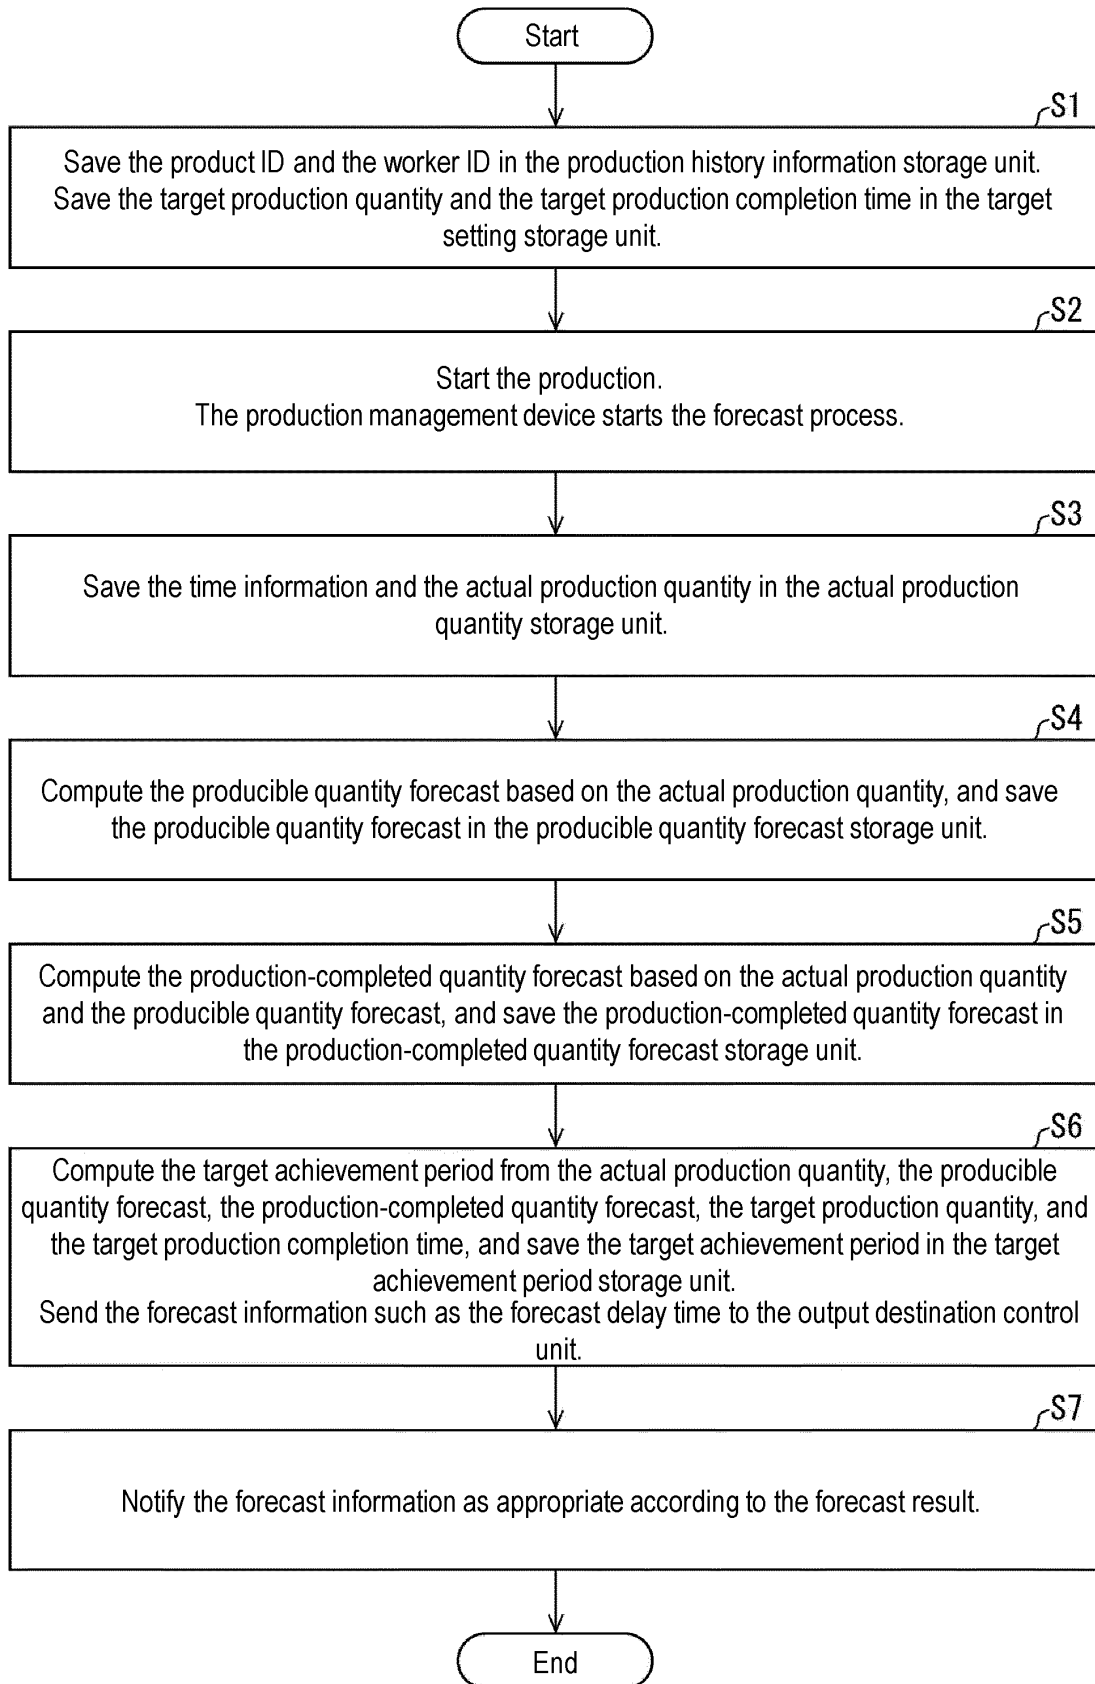 Start
S1
Save the product ID and the worker ID in the production history information storage unit.
Save the target production quantity and the target production completion time in the target
setting storage unit.
S2
Start the production.
The production management device starts the forecast process.
S3
Save the time information and the actual production quantity in the actual production
quantity storage unit.
S4
Compute the producible quantity forecast based on the actual production quantity, and save
the producible quantity forecast in the producible quantity forecast storage unit.
S5
Compute the production-completed quantity forecast based on the actual production quantity
and the producible quantity forecast, and save the production-completed quantity forecast in
the production-completed quantity forecast storage unit.
S6
Compute the target achievement period from the actual production quantity, the producible
quantity forecast, the production-completed quantity forecast, the target production quantity, and
the target production completion time, and save the target achievement period in the target
achievement period storage unit.
Send the forecast information such as the forecast delay time to the output destination control
unit.
S7
Notify the forecast information as appropriate according to the forecast result.
End